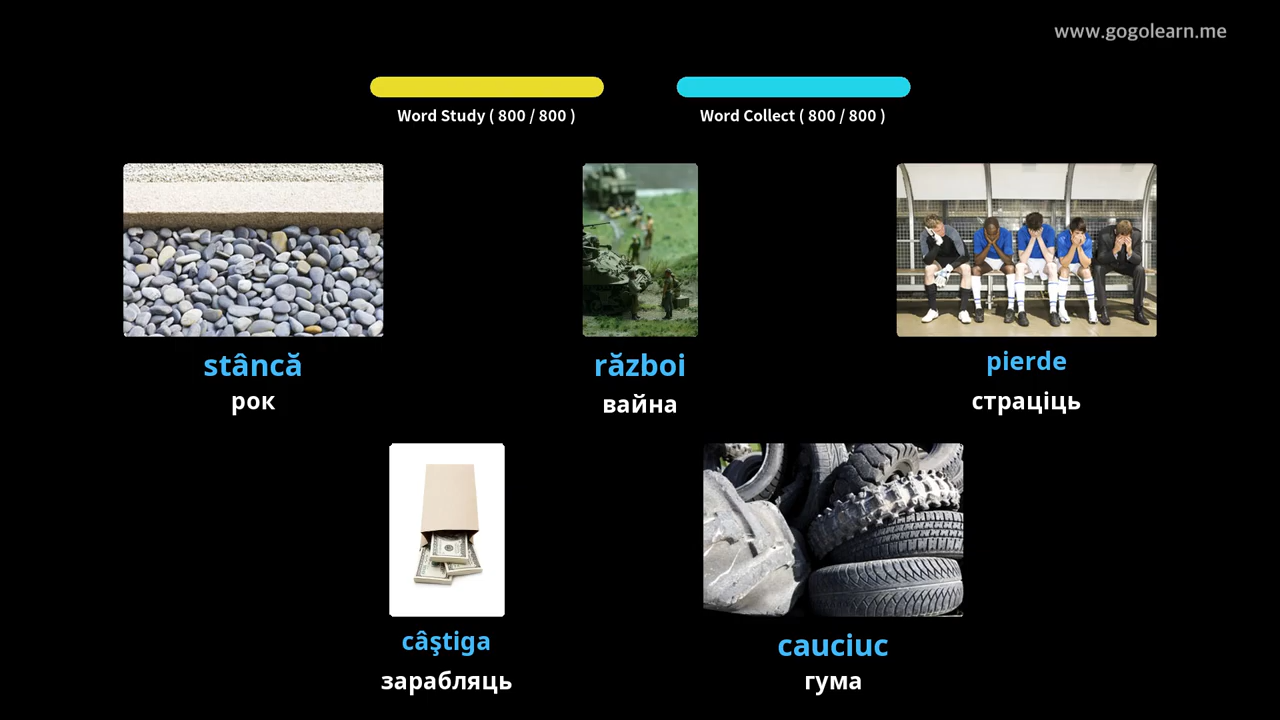 www.gogolearn.me
Word Study ( 800 / 800 )
Word Collect ( 800 / 800 )
stâncă
рок
război
вайна
pierde
страціць
câştiga
зарабляць
cauciuc
гума